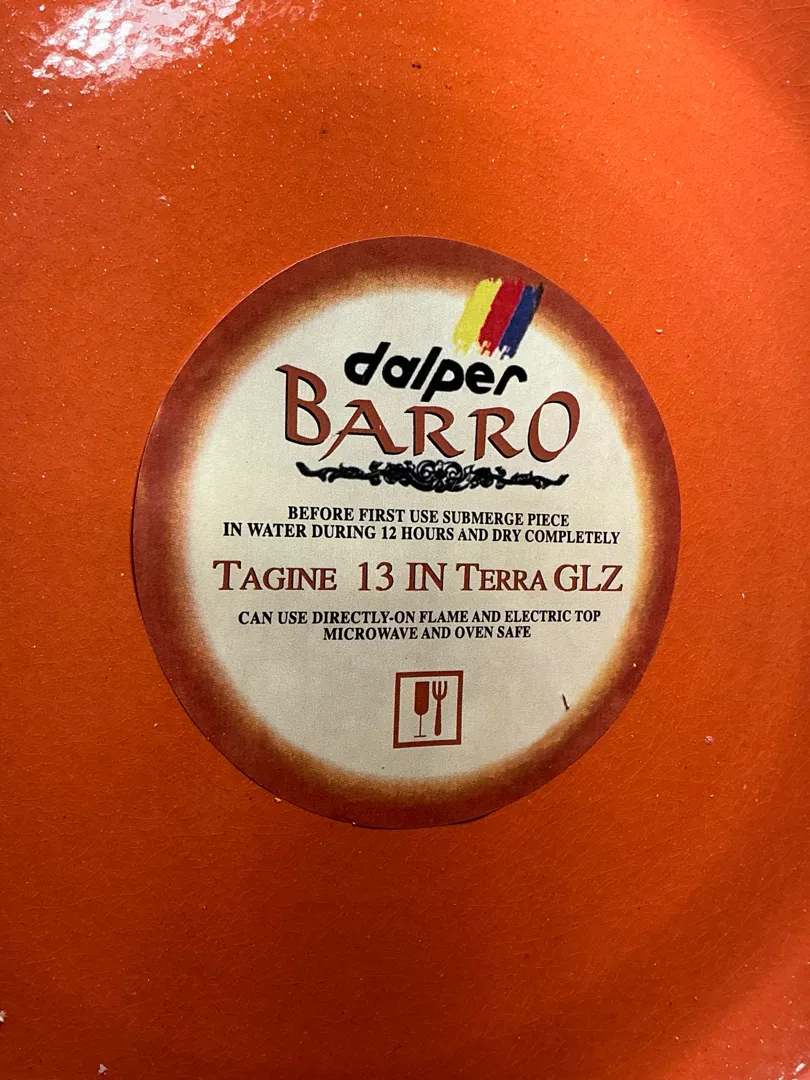 dalper
BARRO
BEFORE FIRST USE SUBMERGE PIECE
IN WATER DURING 12 HOURS AND DRY COMPLETELY
TAGINE 13 IN TERRA GLZ
CAN USE DIRECTLY-ON FLAME AND ELECTRIC TOP
MICROWAVE AND OVEN SAFE